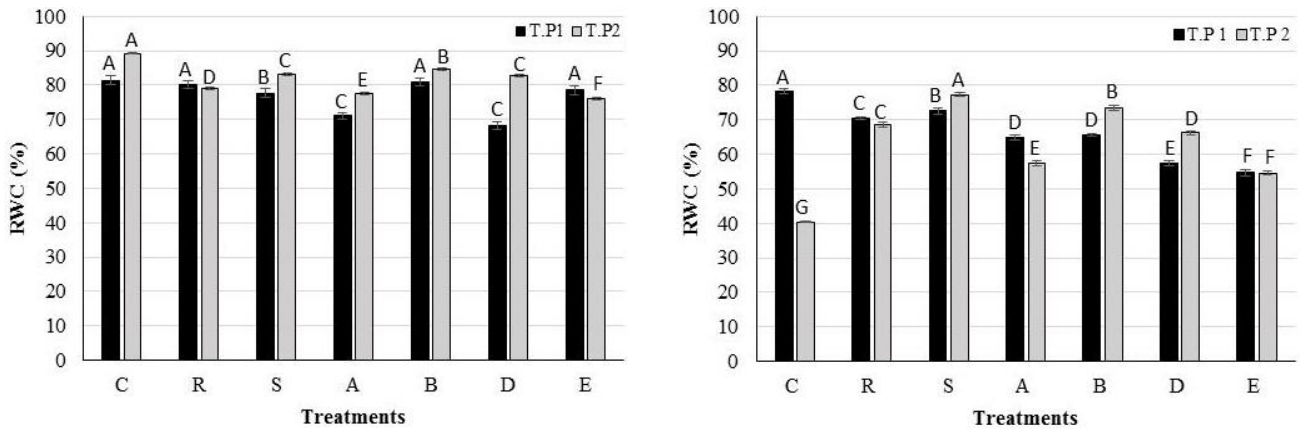 100
90
80
70
60
50
40
30
20
10
0
RWC (%)
T.P1 T.P2
A A A D B C C E A B C C A F
C R S A B D E
Treatments
100
90
80
70
60
50
40
30
20
10
0
RWC (%)
T.P 1 T.P 2
A G C C B A D E D B E D F F
C R S A B D E
Treatments